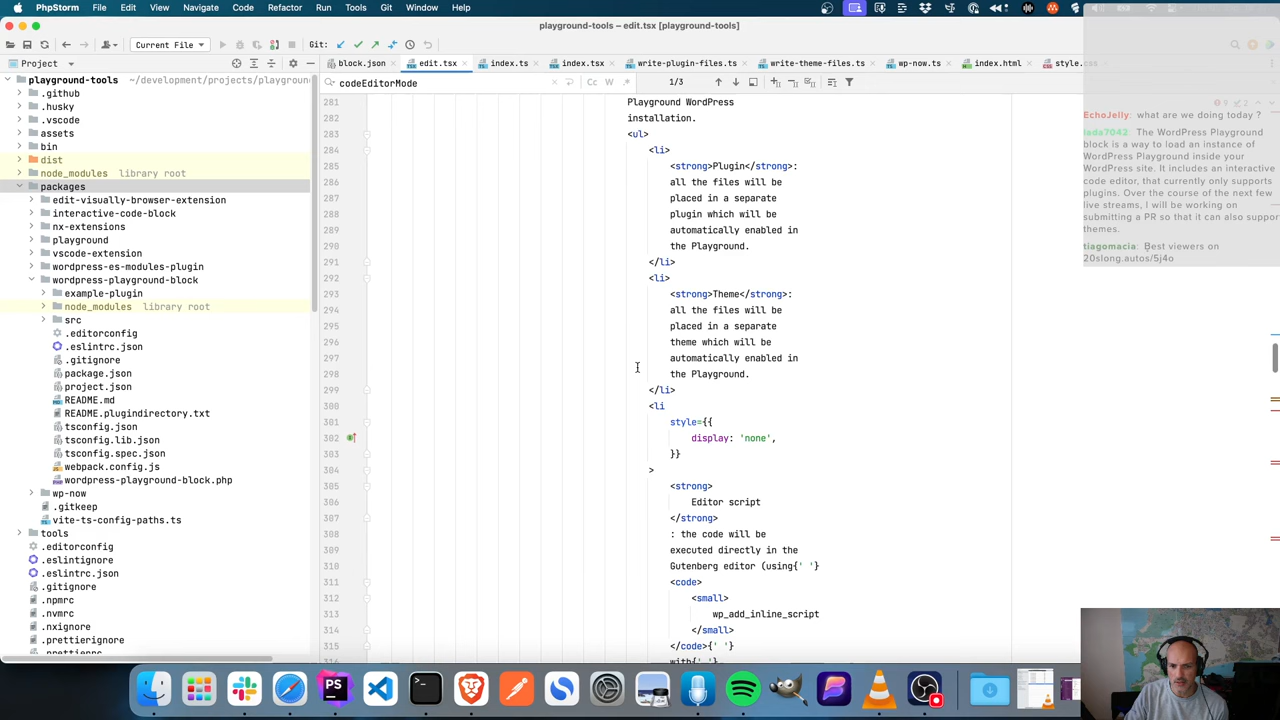 PhpStorm File Edit View Navigate Code Refactor Run Tools Git Window Help
playground-tools – edit.tsx [playground-tools]
Current File Git:
Project block.json edit.tsx index.ts index.tsx write-plugin-files.ts write-theme-files.ts wp-now.ts index.html style.css
codeEditorMode Cc W .* 1/3
playground-tools ~/development/projects/playgroun
.github
.husky
.vscode
assets
bin
dist
node_modules library root
packages
edit-visually-browser-extension
interactive-code-block
nx-extensions
playground
vscode-extension
wordpress-es-modules-plugin
wordpress-playground-block
example-plugin
node_modules library root
src
.editorconfig
.eslintrc.json
.gitignore
package.json
project.json
README.md
README.plugindirectory.txt
tsconfig.json
tsconfig.lib.json
tsconfig.spec.json
webpack.config.js
wordpress-playground-block.php
wp-now
.gitkeep
vite-ts-config-paths.ts
tools
.editorconfig
.eslintignore
.eslintrc.json
.gitignore
.npmrc
.nvmrc
.nxignore
.prettierignore
.prettierrc
281 Playground WordPress
282 installation.
283 <ul>
284 <li>
285 <strong>Plugin</strong>:
286 all the files will be
287 placed in a separate
288 plugin which will be
289 automatically enabled in
290 the Playground.
291 </li>
292 <li>
293 <strong>Theme</strong>:
294 all the files will be
295 placed in a separate
296 theme which will be
297 automatically enabled in
298 the Playground.
299 </li>
300 <li
301 style={{
302 display: 'none',
303 }}
304 >
305 <strong>
306 Editor script
307 </strong>
308 : the code will be
309 executed directly in the
310 Gutenberg editor (using{' '}
311 <code>
312 <small>
313 wp_add_inline_script
314 </small>
315 </code>{' '}
316 with{' '}
EchoJelly: what are we doing today ?
The WordPress Playground
block is a way to load an instance of
WordPress Playground inside your
WordPress site. It includes an interactive
code editor, that currently only supports
plugins. Over the course of the next few
live streams, I will be working on
submitting a PR so that it can also support
themes.
tiagomacia: Best viewers on
20slong.autos/5j4o